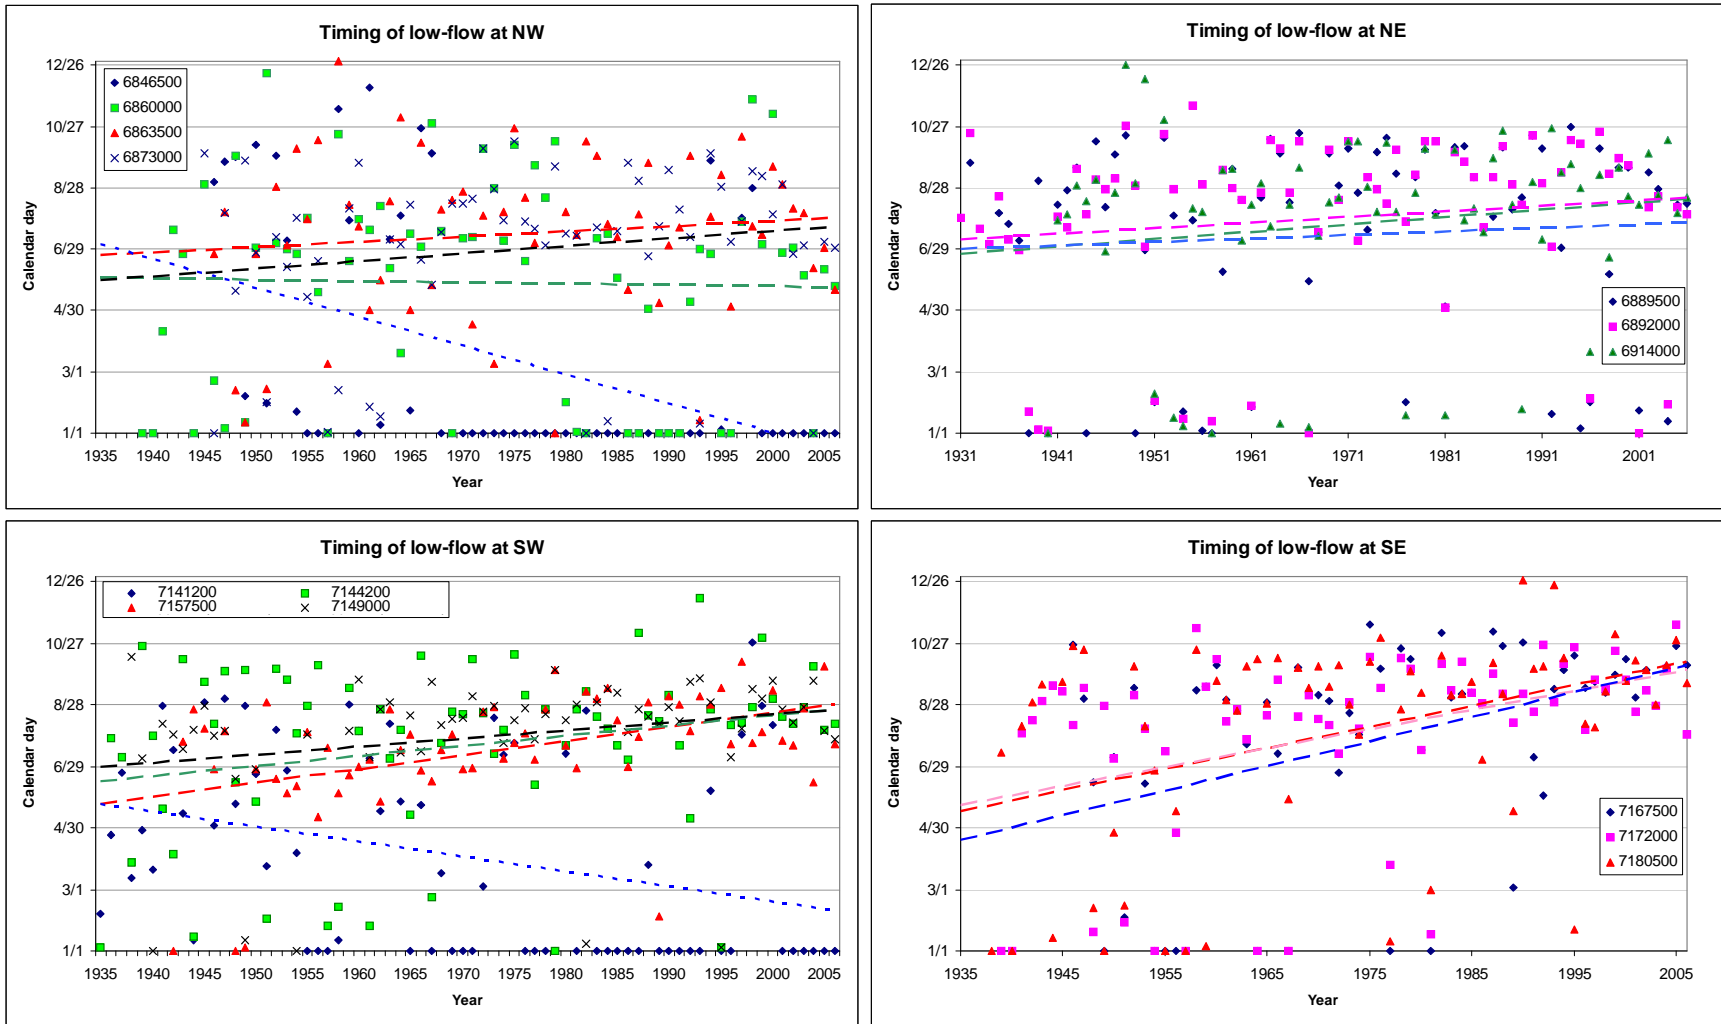 Timing of low-flow at NW
Calendar day
12/26
10/27
8/28
6/29
4/30
3/1
1/1
6846500
6860000
6863500
6873000
1935 1940 1945 1950 1955 1960 1965 1970 1975 1980 1985 1990 1995 2000 2005
Year
Timing of low-flow at NE
Calendar day
12/26
10/27
8/28
6/29
4/30
3/1
1/1
6889500
6892000
6914000
1931 1941 1951 1961 1971 1981 1991 2001
Year
Timing of low-flow at SW
Calendar day
12/26
10/27
8/28
6/29
4/30
3/1
1/1
7141200 7144200
7157500 7149000
1935 1940 1945 1950 1955 1960 1965 1970 1975 1980 1985 1990 1995 2000 2005
Year
Timing of low-flow at SE
Calendar day
12/26
10/27
8/28
6/29
4/30
3/1
1/1
7167500
7172000
7180500
1935 1945 1955 1965 1975 1985 1995 2005
Year